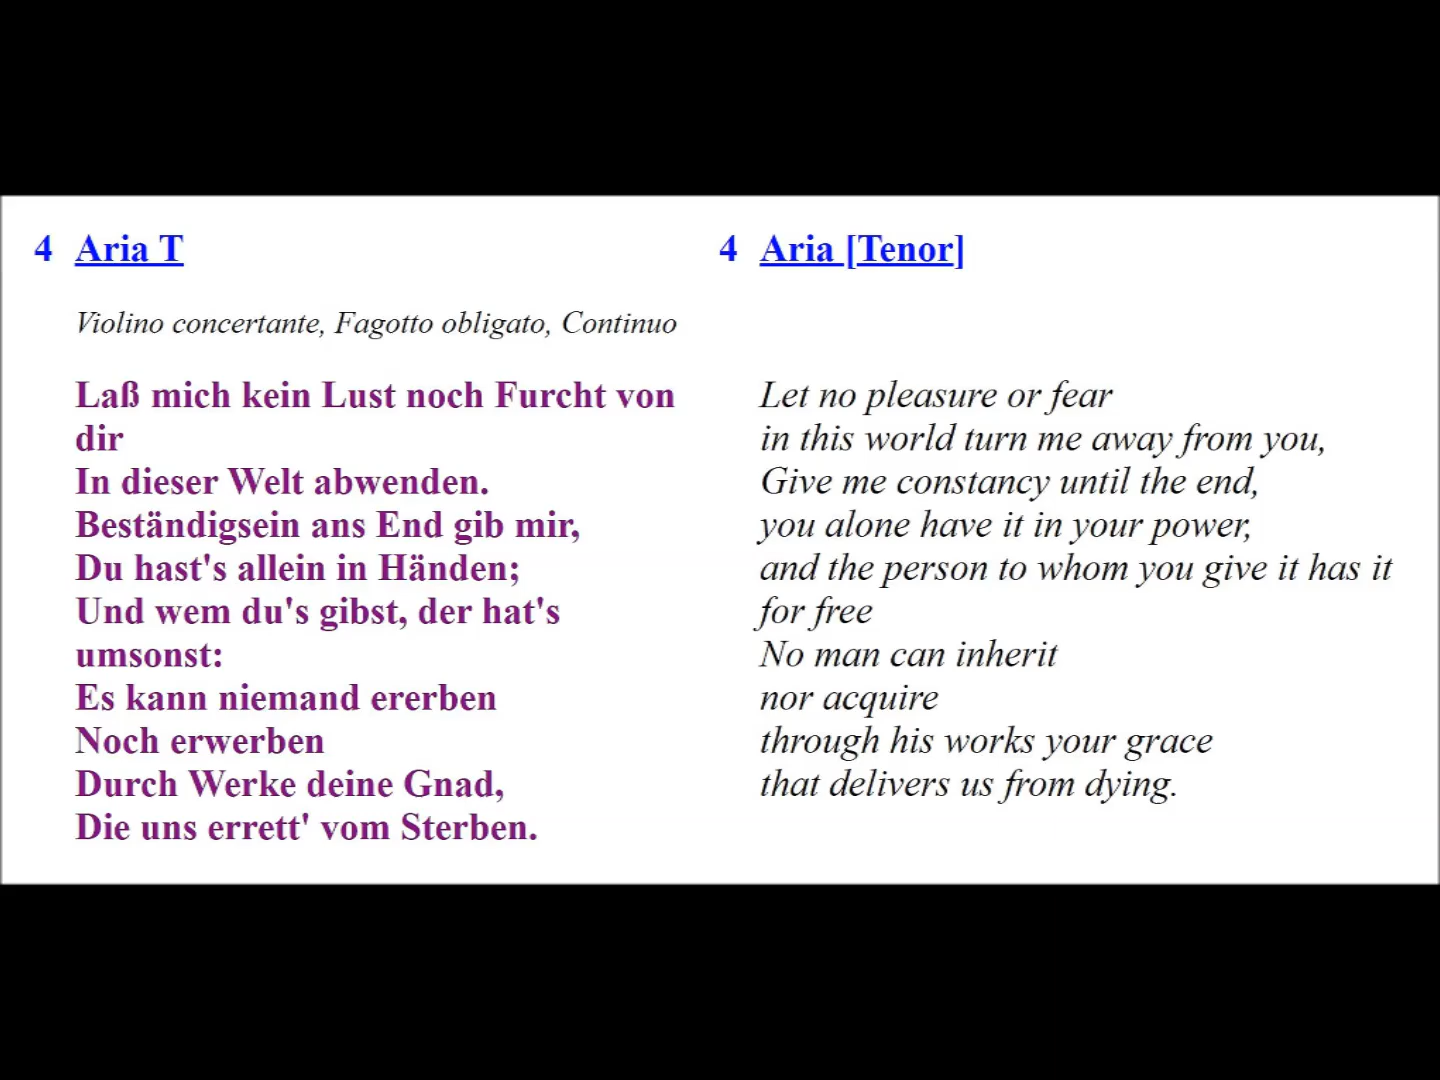 4 Aria T
Violino concertante, Fagotto obligato, Continuo
Laß mich kein Lust noch Furcht von
dir
In dieser Welt abwenden.
Beständigsein ans End gib mir,
Du hast's allein in Händen;
Und wem du's gibst, der hat's
umsonst:
Es kann niemand ererben
Noch erwerben
Durch Werke deine Gnad,
Die uns errett' vom Sterben.
4 Aria [Tenor]
Let no pleasure or fear
in this world turn me away from you,
Give me constancy until the end,
you alone have it in your power,
and the person to whom you give it has it
for free
No man can inherit
nor acquire
through his works your grace
that delivers us from dying.